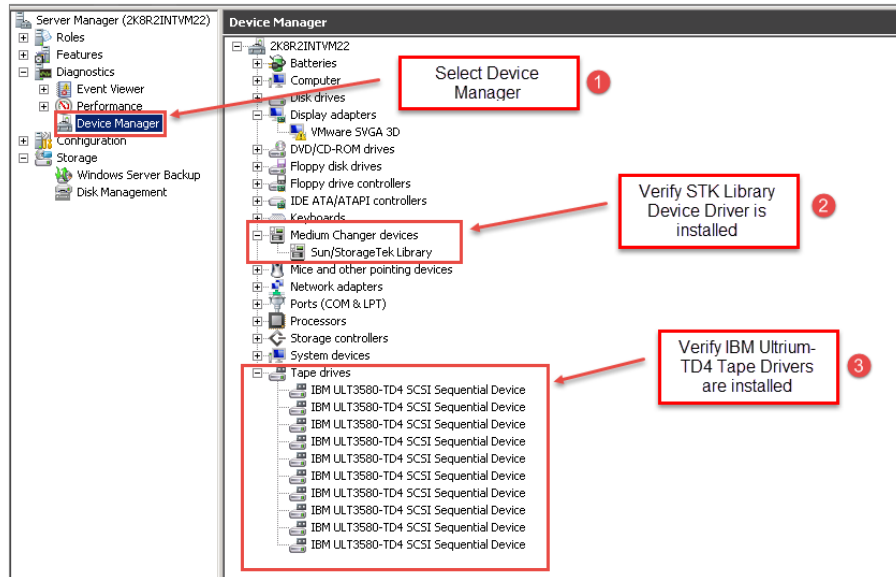 Server Manager (2K8R2INTVM22)
Roles
Features
Diagnostics
Event Viewer
Performance
Device Manager
Configuration
Storage
Windows Server Backup
Disk Management
Device Manager
2K8R2INTVM22
Batteries
Computer
Disk drives
Display adapters
VMware SVGA 3D
DVD/CD-ROM drives
Floppy disk drives
Floppy drive controllers
IDE ATA/ATAPI controllers
Keyboards
Medium Changer devices
Sun/StorageTek Library
Mice and other pointing devices
Network adapters
Ports (COM & LPT)
Processors
Storage controllers
System devices
Tape drives
IBM ULT3580-TD4 SCSI Sequential Device
IBM ULT3580-TD4 SCSI Sequential Device
IBM ULT3580-TD4 SCSI Sequential Device
IBM ULT3580-TD4 SCSI Sequential Device
IBM ULT3580-TD4 SCSI Sequential Device
IBM ULT3580-TD4 SCSI Sequential Device
IBM ULT3580-TD4 SCSI Sequential Device
IBM ULT3580-TD4 SCSI Sequential Device
IBM ULT3580-TD4 SCSI Sequential Device
IBM ULT3580-TD4 SCSI Sequential Device
Select Device
Manager
1
Verify STK Library
Device Driver is
installed
2
Verify IBM Ultrium-
TD4 Tape Drivers
are installed
3